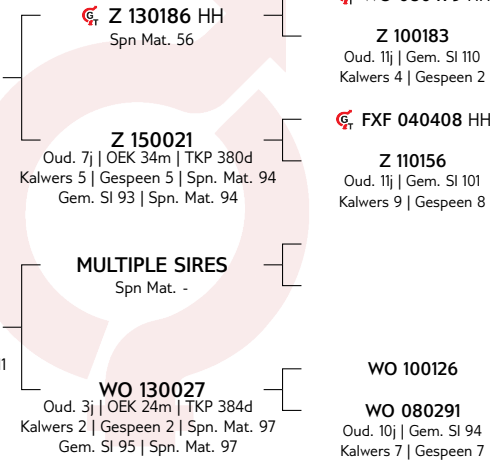 Z 130186 HH
Spn Mat. 56
Z 100183
Oud. 11j | Gem. SI 110
Kalwers 4 | Gespeen 2
GT FXF 040408 HH
Z 150021
Oud. 7j | OEK 34m | TKP 380d
Kalwers 5 | Gespeen 5 | Spn. Mat. 94
Gem. SI 93 | Spn. Mat. 94
Z 110156
Oud. 11j | Gem. SI 101
Kalwers 9 | Gespeen 8
MULTIPLE SIRES
Spn Mat. -
WO 100126
WO 130027
Oud. 3j | OEK 24m | TKP 384d
Kalwers 2 | Gespeen 2 | Spn. Mat. 97
Gem. SI 95 | Spn. Mat. 97
WO 080291
Oud. 10j | Gem. SI 94
Kalwers 7 | Gespeen 7